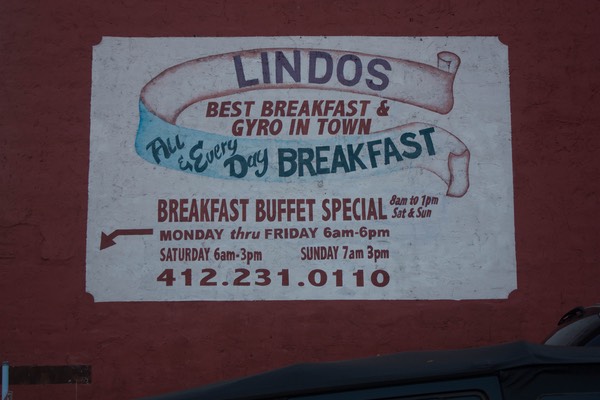 LINDOS
BEST BREAKFAST &
GYRO IN TOWN
ALL & Every Day BREAKFAST
BREAKFAST BUFFET SPECIAL 8am to 1pm
Sat & Sun
MONDAY thru FRIDAY 6am-6pm
SATURDAY 6am-3pm SUNDAY 7am 3pm
412.231.0110